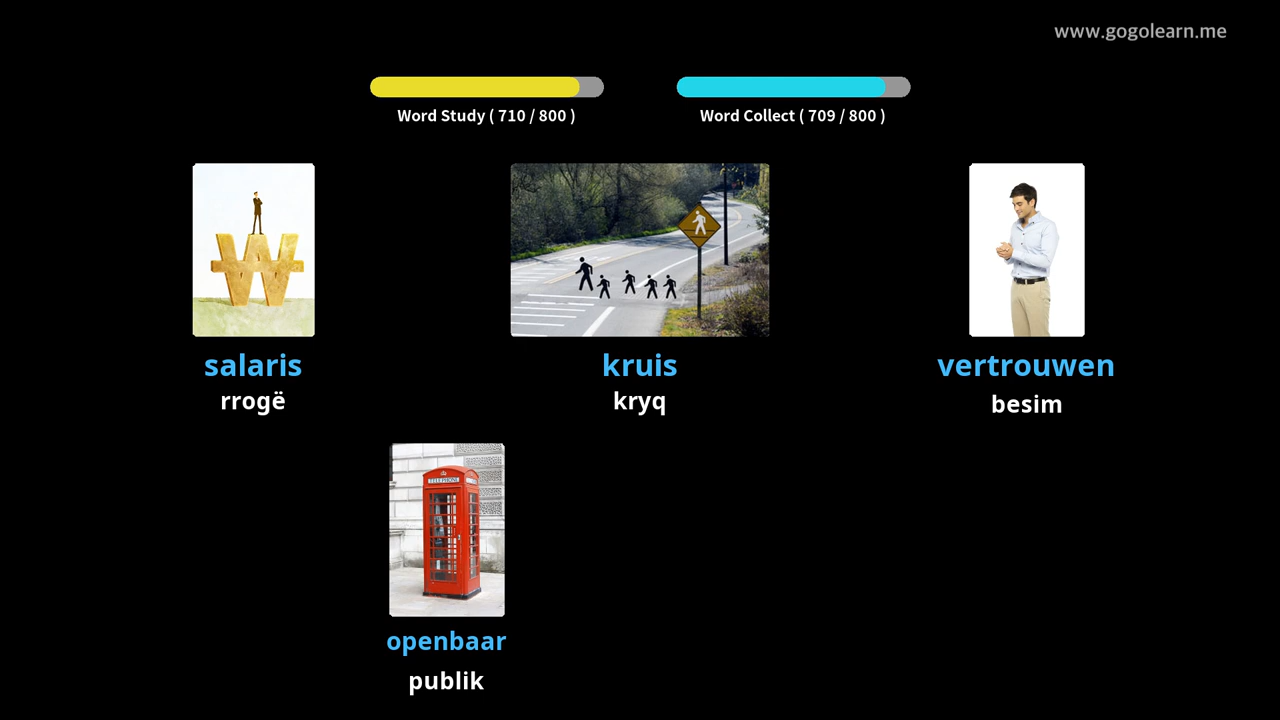 www.gogolearn.me
Word Study ( 710 / 800 )
Word Collect ( 709 / 800 )
salaris
rrogë
kruis
kryq
vertrouwen
besim
TELEPHONE
openbaar
publik